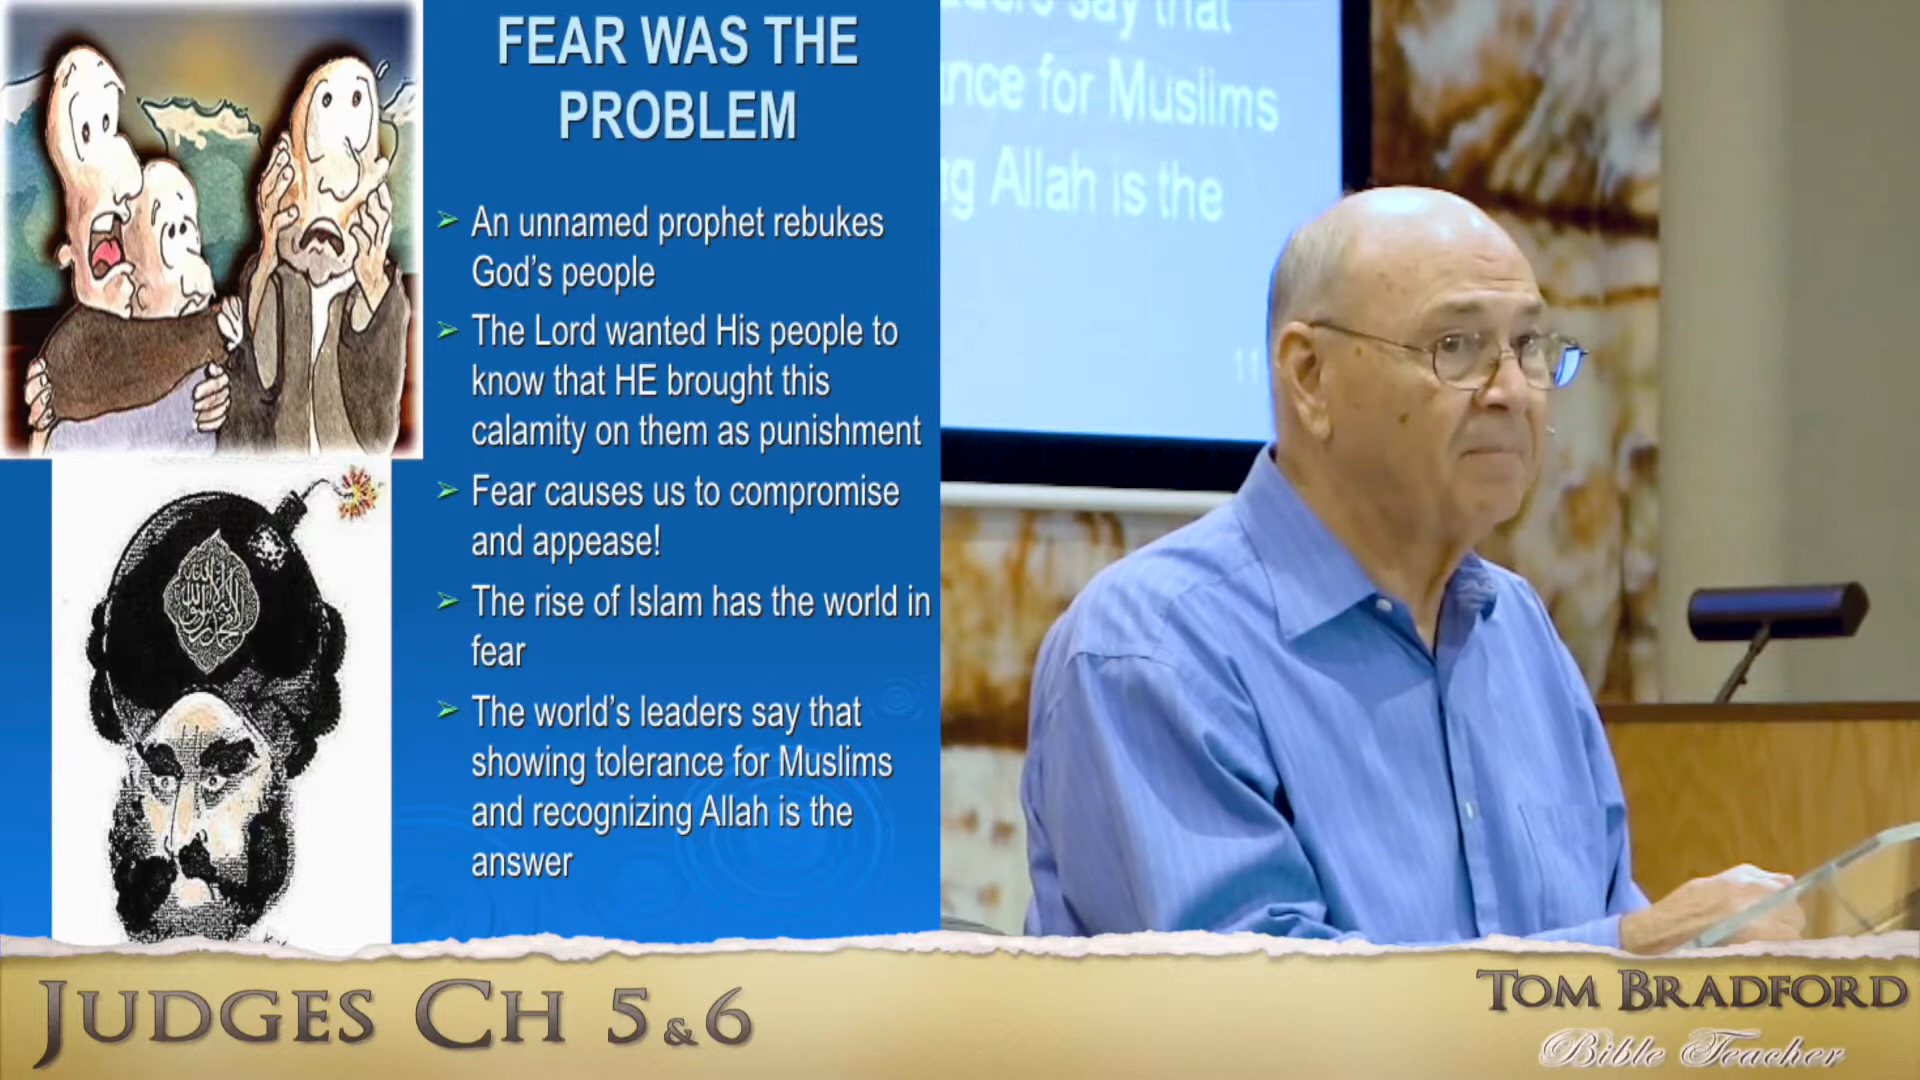 FEAR WAS THE
PROBLEM
➢ An unnamed prophet rebukes
God’s people
➢ The Lord wanted His people to
know that HE brought this
calamity on them as punishment
➢ Fear causes us to compromise
and appease!
➢ The rise of Islam has the world in
fear
➢ The world’s leaders say that
showing tolerance for Muslims
and recognizing Allah is the
answer
say that
for Muslims
Allah is the
11
JUDGES CH 5&6
TOM BRADFORD
Bible Teacher